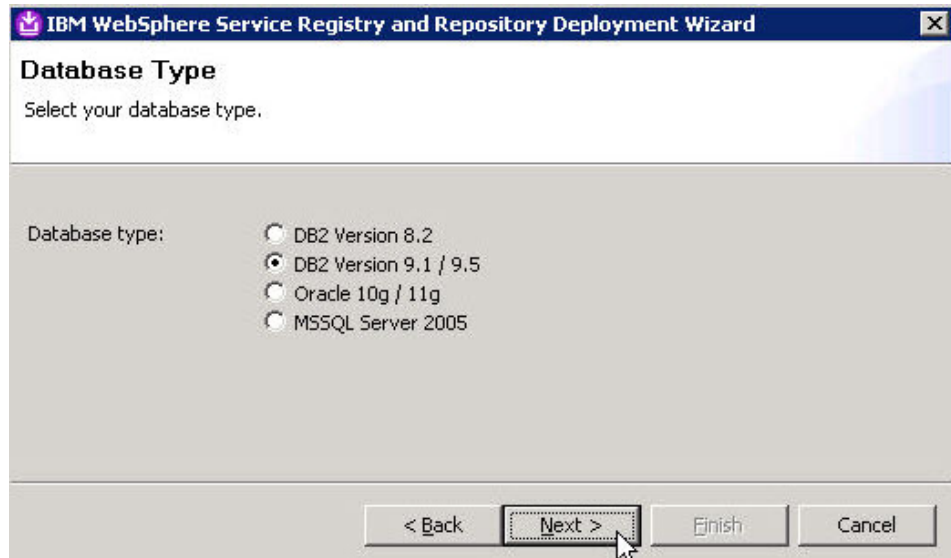 IBM WebSphere Service Registry and Repository Deployment Wizard
Database Type
Select your database type.
Database type:
DB2 Version 8.2
DB2 Version 9.1 / 9.5
Oracle 10g / 11g
MSSQL Server 2005
< Back
Next >
Finish
Cancel